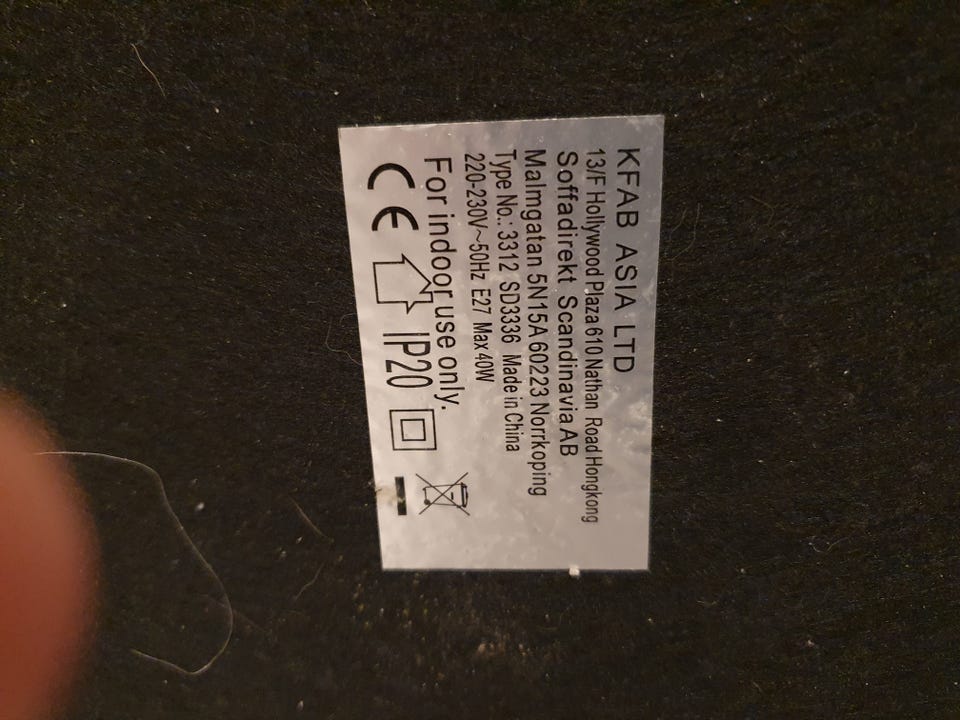 KFAB ASIA LTD
13/F Hollywood Plaza 610 Nathan Road Hongkong
Soffadirekt Scandinavia AB
Malmgatan 5N15A 60223 Norrkoping
Type No.: 3312 SD3336 Made in China
220-230V~50Hz E27 Max 40W
For indoor use only.
CE IP20